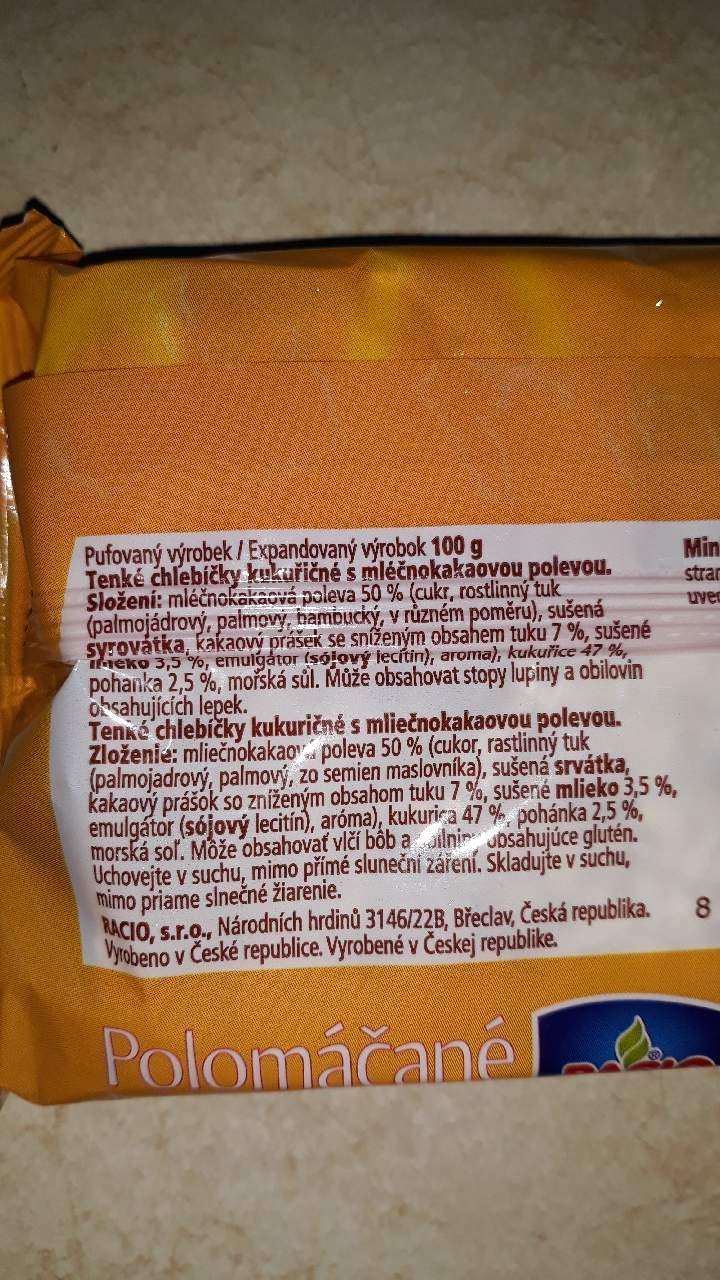 Pufovaný výrobek / Expandovaný výrobok 100 g
Tenké chlebíčky kukuřičné s mléčnokakaovou polevou.
Složení: mléčnokakaová poleva 50 % (cukr, rostlinný tuk
(palmojádrový, palmový, bambucký, v různém poměru), sušená
syrovátka, kakaový prášek se sníženým obsahem tuku 7 %, sušené
mléko 3,5 %, emulgátor (sójový lecitin), aroma), kukuřice 47 %,
pohanka 2,5 %, mořská sůl. Může obsahovat stopy lupiny a obilovin
obsahujících lepek.
Tenké chlebíčky kukuričné s mliečnokakaovou polevou.
Zloženie: poleva 50 % (cukor, rastlinný tuk
(palmojadrový, palmový, zo semien maslovníka), sušená srvátka,
kakaový prášok so zníženým obsahom tuku 7 %, sušené mlieko 3,5 %,
emulgátor (sójový lecitín), aróma), kukurica 47 %, pohánka 2,5 %,
morská soľ. Môže obsahovať vlčí bôb a obsahujúce glutén.
Uchovejte v suchu, mimo přímé sluneční záření. Skladujte v suchu,
mimo priame slnečné žiarenie.
RACIO, s.r.o., Národních hrdinů 3146/22B, Břeclav, Česká republika.
Vyrobeno v České republice. Vyrobené v Českej republike.
Min
stran
uved
8
Polomáčané
RACIO®